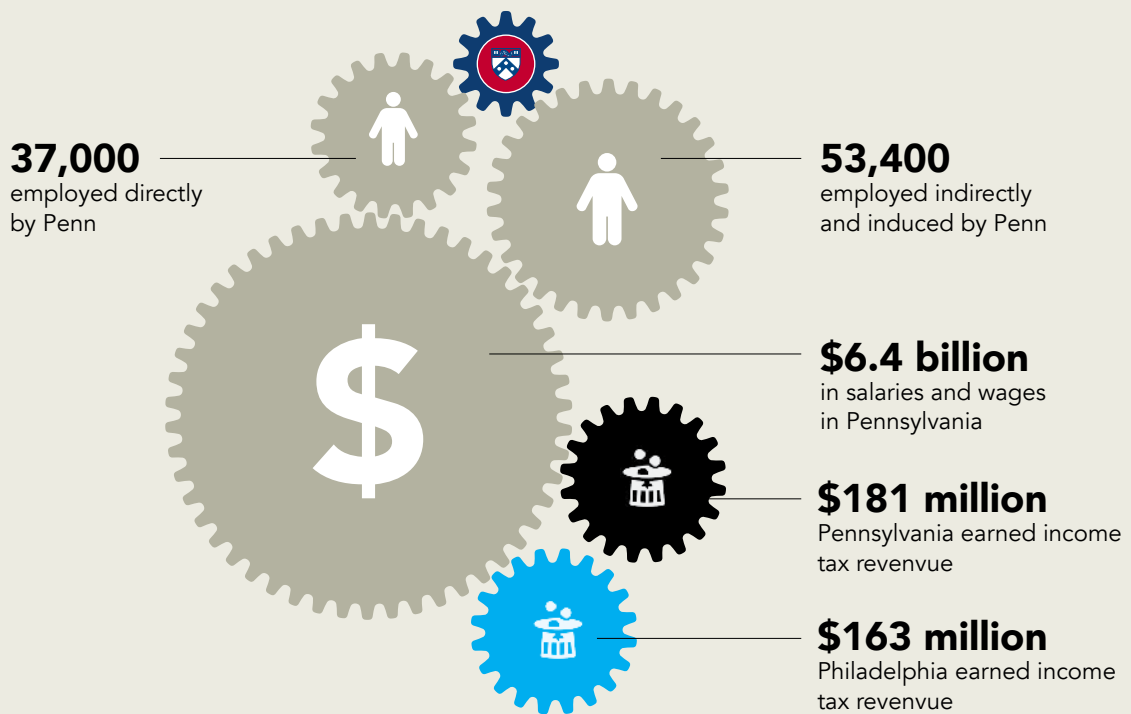 37,000
employed directly
by Penn
53,400
employed indirectly
and induced by Penn
$
$6.4 billion
in salaries and wages
in Pennsylvania
$181 million
Pennsylvania earned income
tax revenvue
$163 million
Philadelphia earned income
tax revenvue